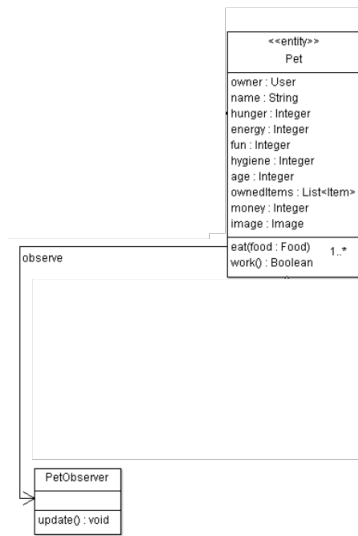 <<entity>>
Pet
owner : User
name : String
hunger : Integer
energy : Integer
fun : Integer
hygiene : Integer
age : Integer
ownedItems : List<Item>
money : Integer
image : Image
eat(food : Food)
work() : Boolean
1..*
observe
PetObserver
update() : void